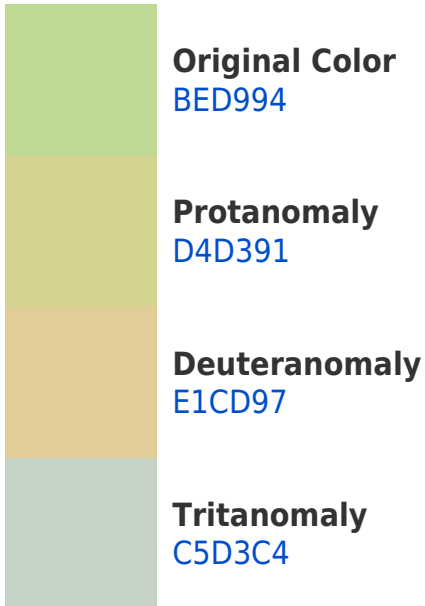 Original Color
BED994
Protanomaly
D4D391
Deuteranomaly
E1CD97
Tritanomaly
C5D3C4